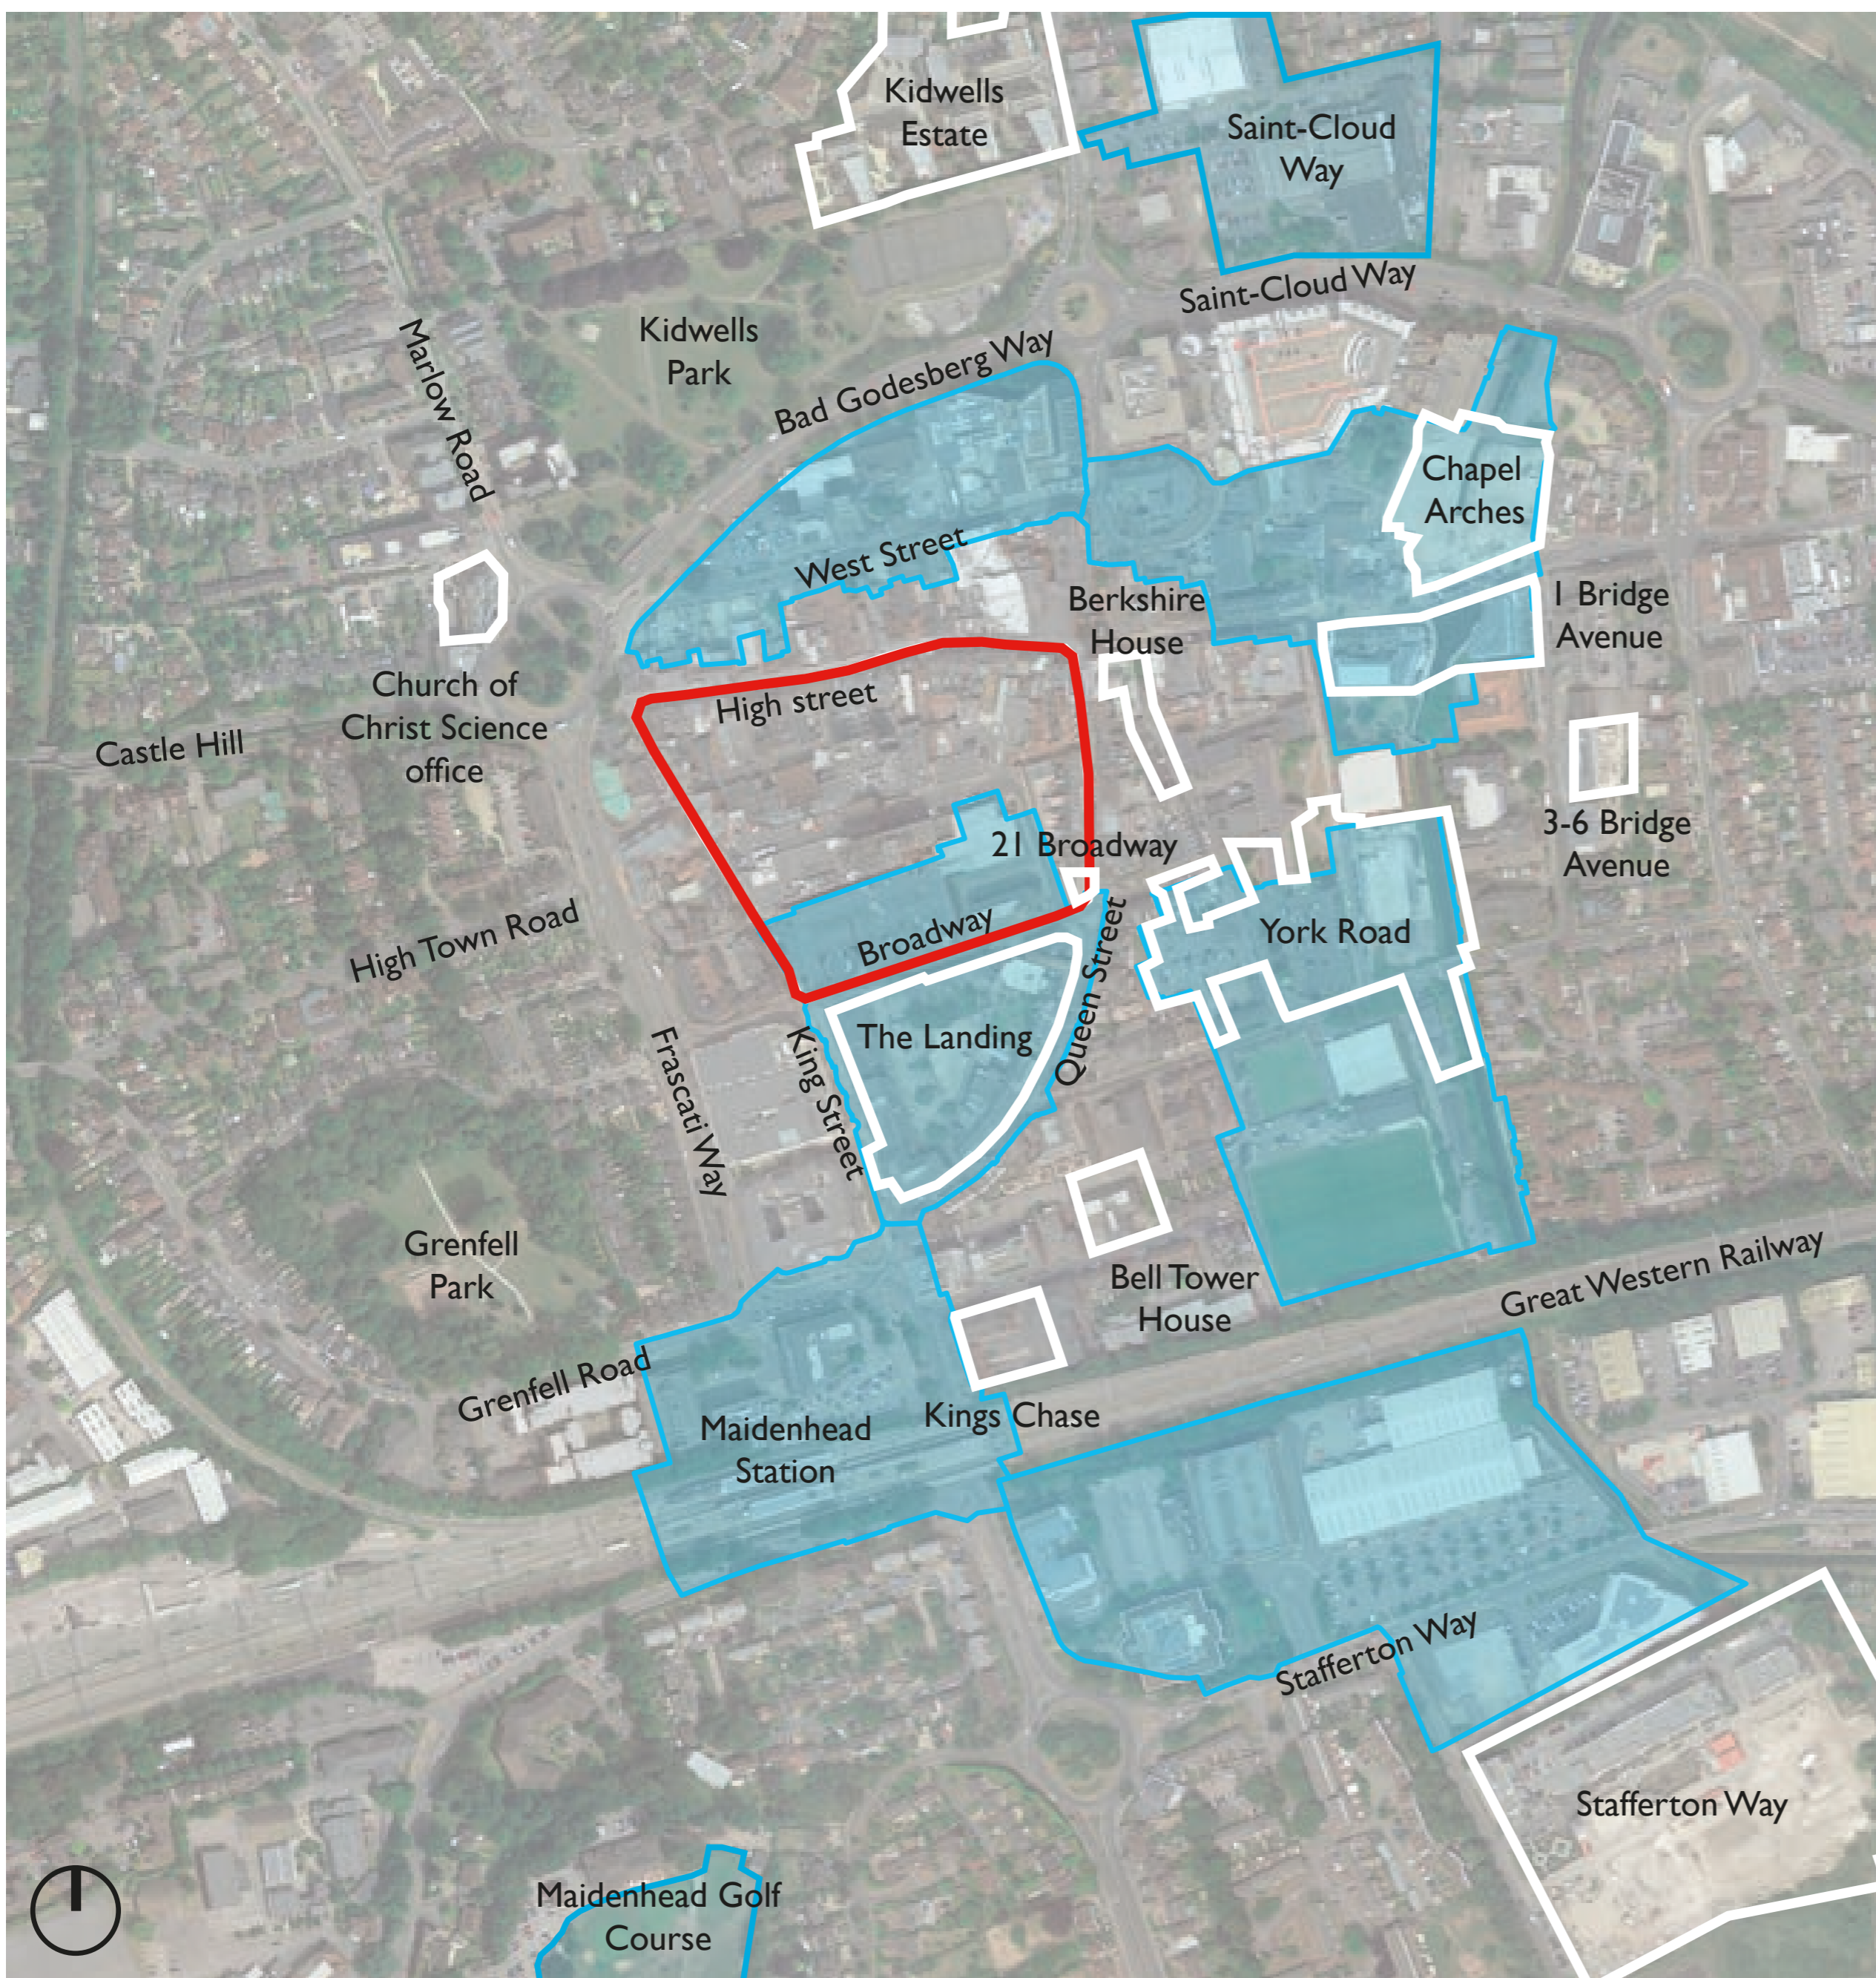 Kidwells
Estate
Saint-Cloud
Way
Saint-Cloud Way
Kidwells
Park
Bad Godesberg Way
Marlow Road
Chapel
Arches
West Street
Berkshire
House
1 Bridge
Avenue
Church of
Christ Science
office
High street
Castle Hill
21 Broadway
3-6 Bridge
Avenue
High Town Road
Broadway
York Road
Queen Street
The Landing
King Street
Frascati Way
Grenfell
Park
Bell Tower
House
Great Western Railway
Grenfell Road
Maidenhead
Station
Kings Chase
Stafferton Way
Stafferton Way
Maidenhead Golf
Course